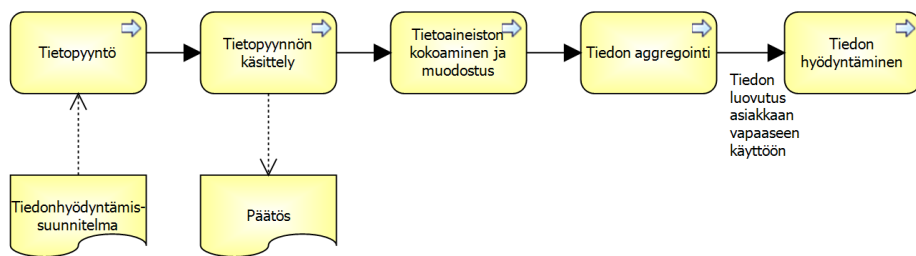 Tietopyyntö
Tietopyynnön
käsittely
Tietoaineiston
kokoaminen ja
muodostus
Tiedon aggregointi
Tiedon
hyödyntäminen
Tiedon
luovutus
asiakkaan
vapaaseen
käyttöön
Tiedonhyödyntämis-
suunnitelma
Päätös